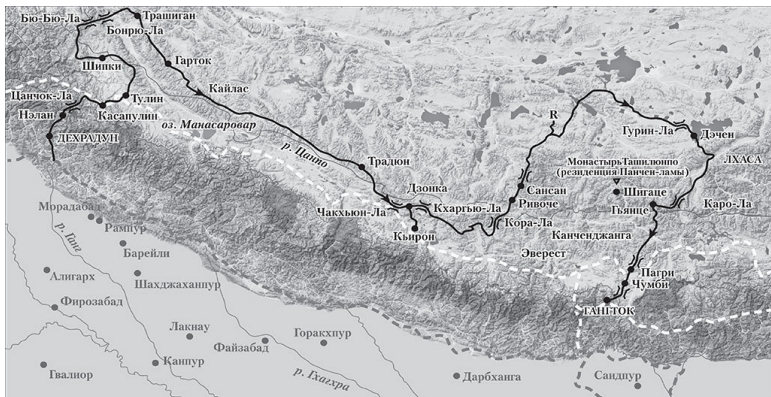 Бю-Бю-Ла
Трашиган
Бонрю-Ла
Гарток
Шипки
Кайлас
Цанчок-Ла
Тулин
Нэлан
Касапулин
оз. Манасаровар
ДЕХРАДУН
R
Гурин-Ла
Дэчен
р. Цанпо
Традюн
Монастырь Ташилюнпо
(резиденция Панчен-ламы)
ЛХАСА
Дзонка
Сансан
Шигаце
Чакхьюн-Ла
Кхаргью-Ла
Ривоче
Гьянце
Каро-Ла
Морадабад
Кора-Ла
Рампур
Кьирон
Канченджанга
р. Ганг
Барейли
Эверест
Алигарх
Шахджаханпур
Пагри
Чумби
Фирозабад
ГАНГТОК
Лакнау
Горакхпур
Файзабад
Канпур
Гвалиор
р. Гхагхра
Дарбханга
Сандпур